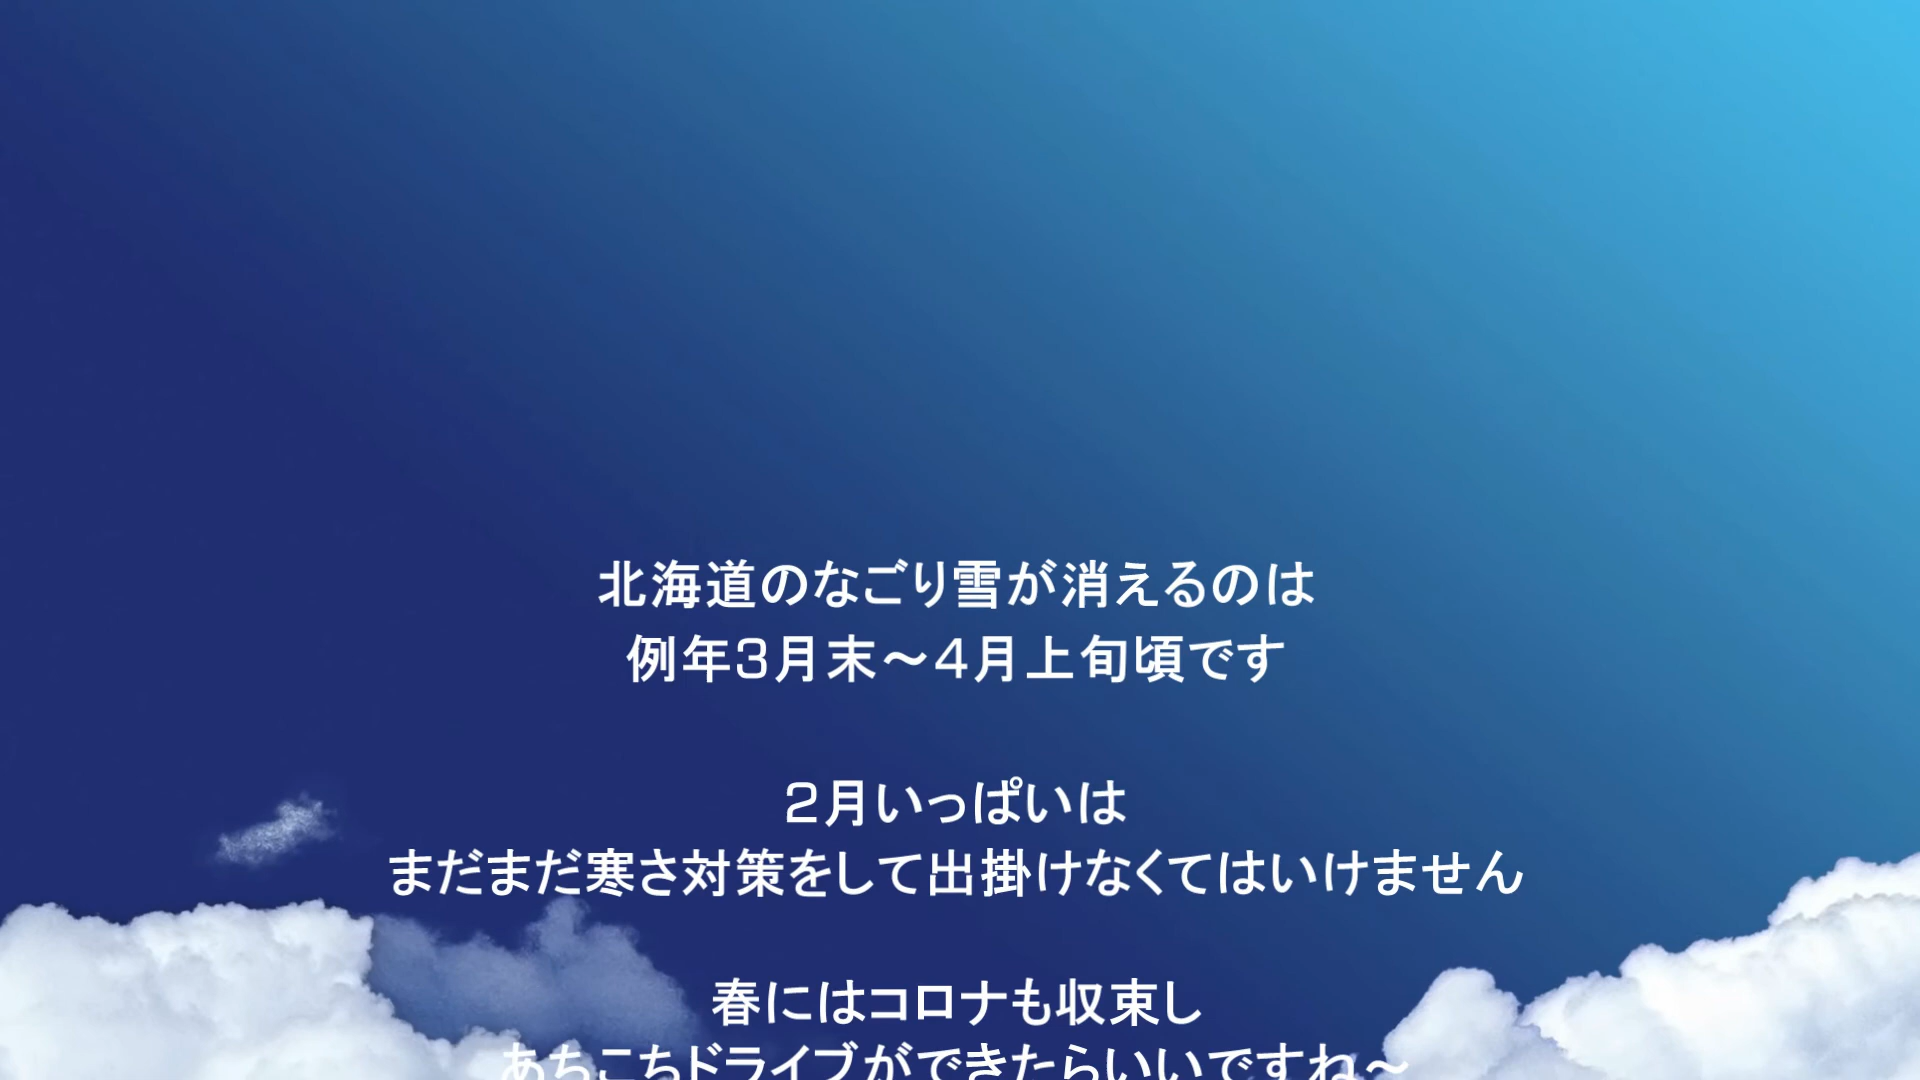 北海道のなごり雪が消えるのは
例年3月末～4月上旬頃です
2月いっぱいは
まだまだ寒さ対策をして出掛けなくてはいけません
春にはコロナも収束し
あちこちドライブができたらいいですね～